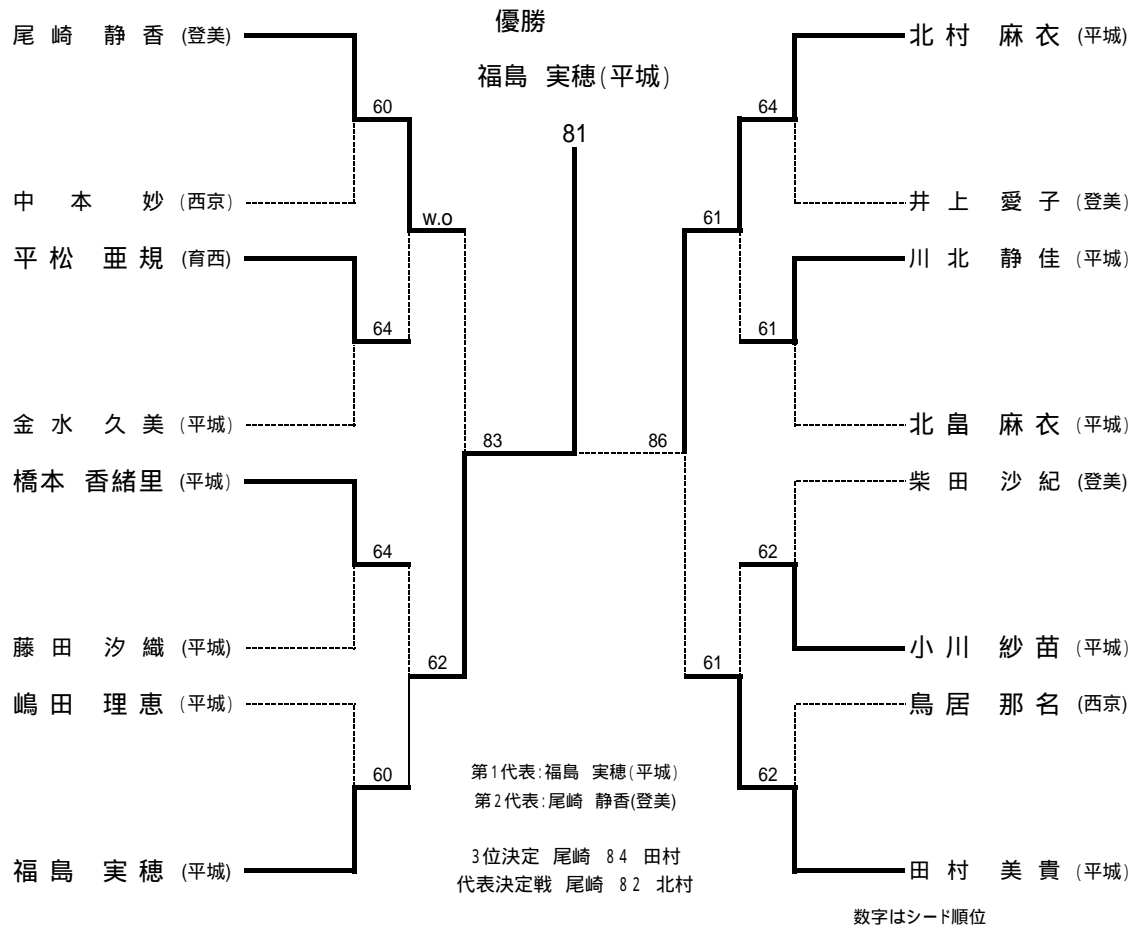 優勝
福島 実穂(平城)
81
尾崎 静香 (登美)
60
中本 妙 (西京)
w.o
平松 亜規 (育西)
64
金水 久美 (平城)
83
橋本 香緒里 (平城)
64
藤田 汐織 (平城)
62
嶋田 理恵 (平城)
60
福島 実穂 (平城)
北村 麻衣 (平城)
64
井上 愛子 (登美)
61
川北 静佳 (平城)
61
北畠 麻衣 (平城)
86
柴田 沙紀 (登美)
62
小川 紗苗 (平城)
61
鳥居 那名 (西京)
62
田村 美貴 (平城)
第1代表:福島 実穂(平城)
第2代表:尾崎 静香(登美)
3位決定 尾崎 84 田村
代表決定戦 尾崎 82 北村
数字はシード順位